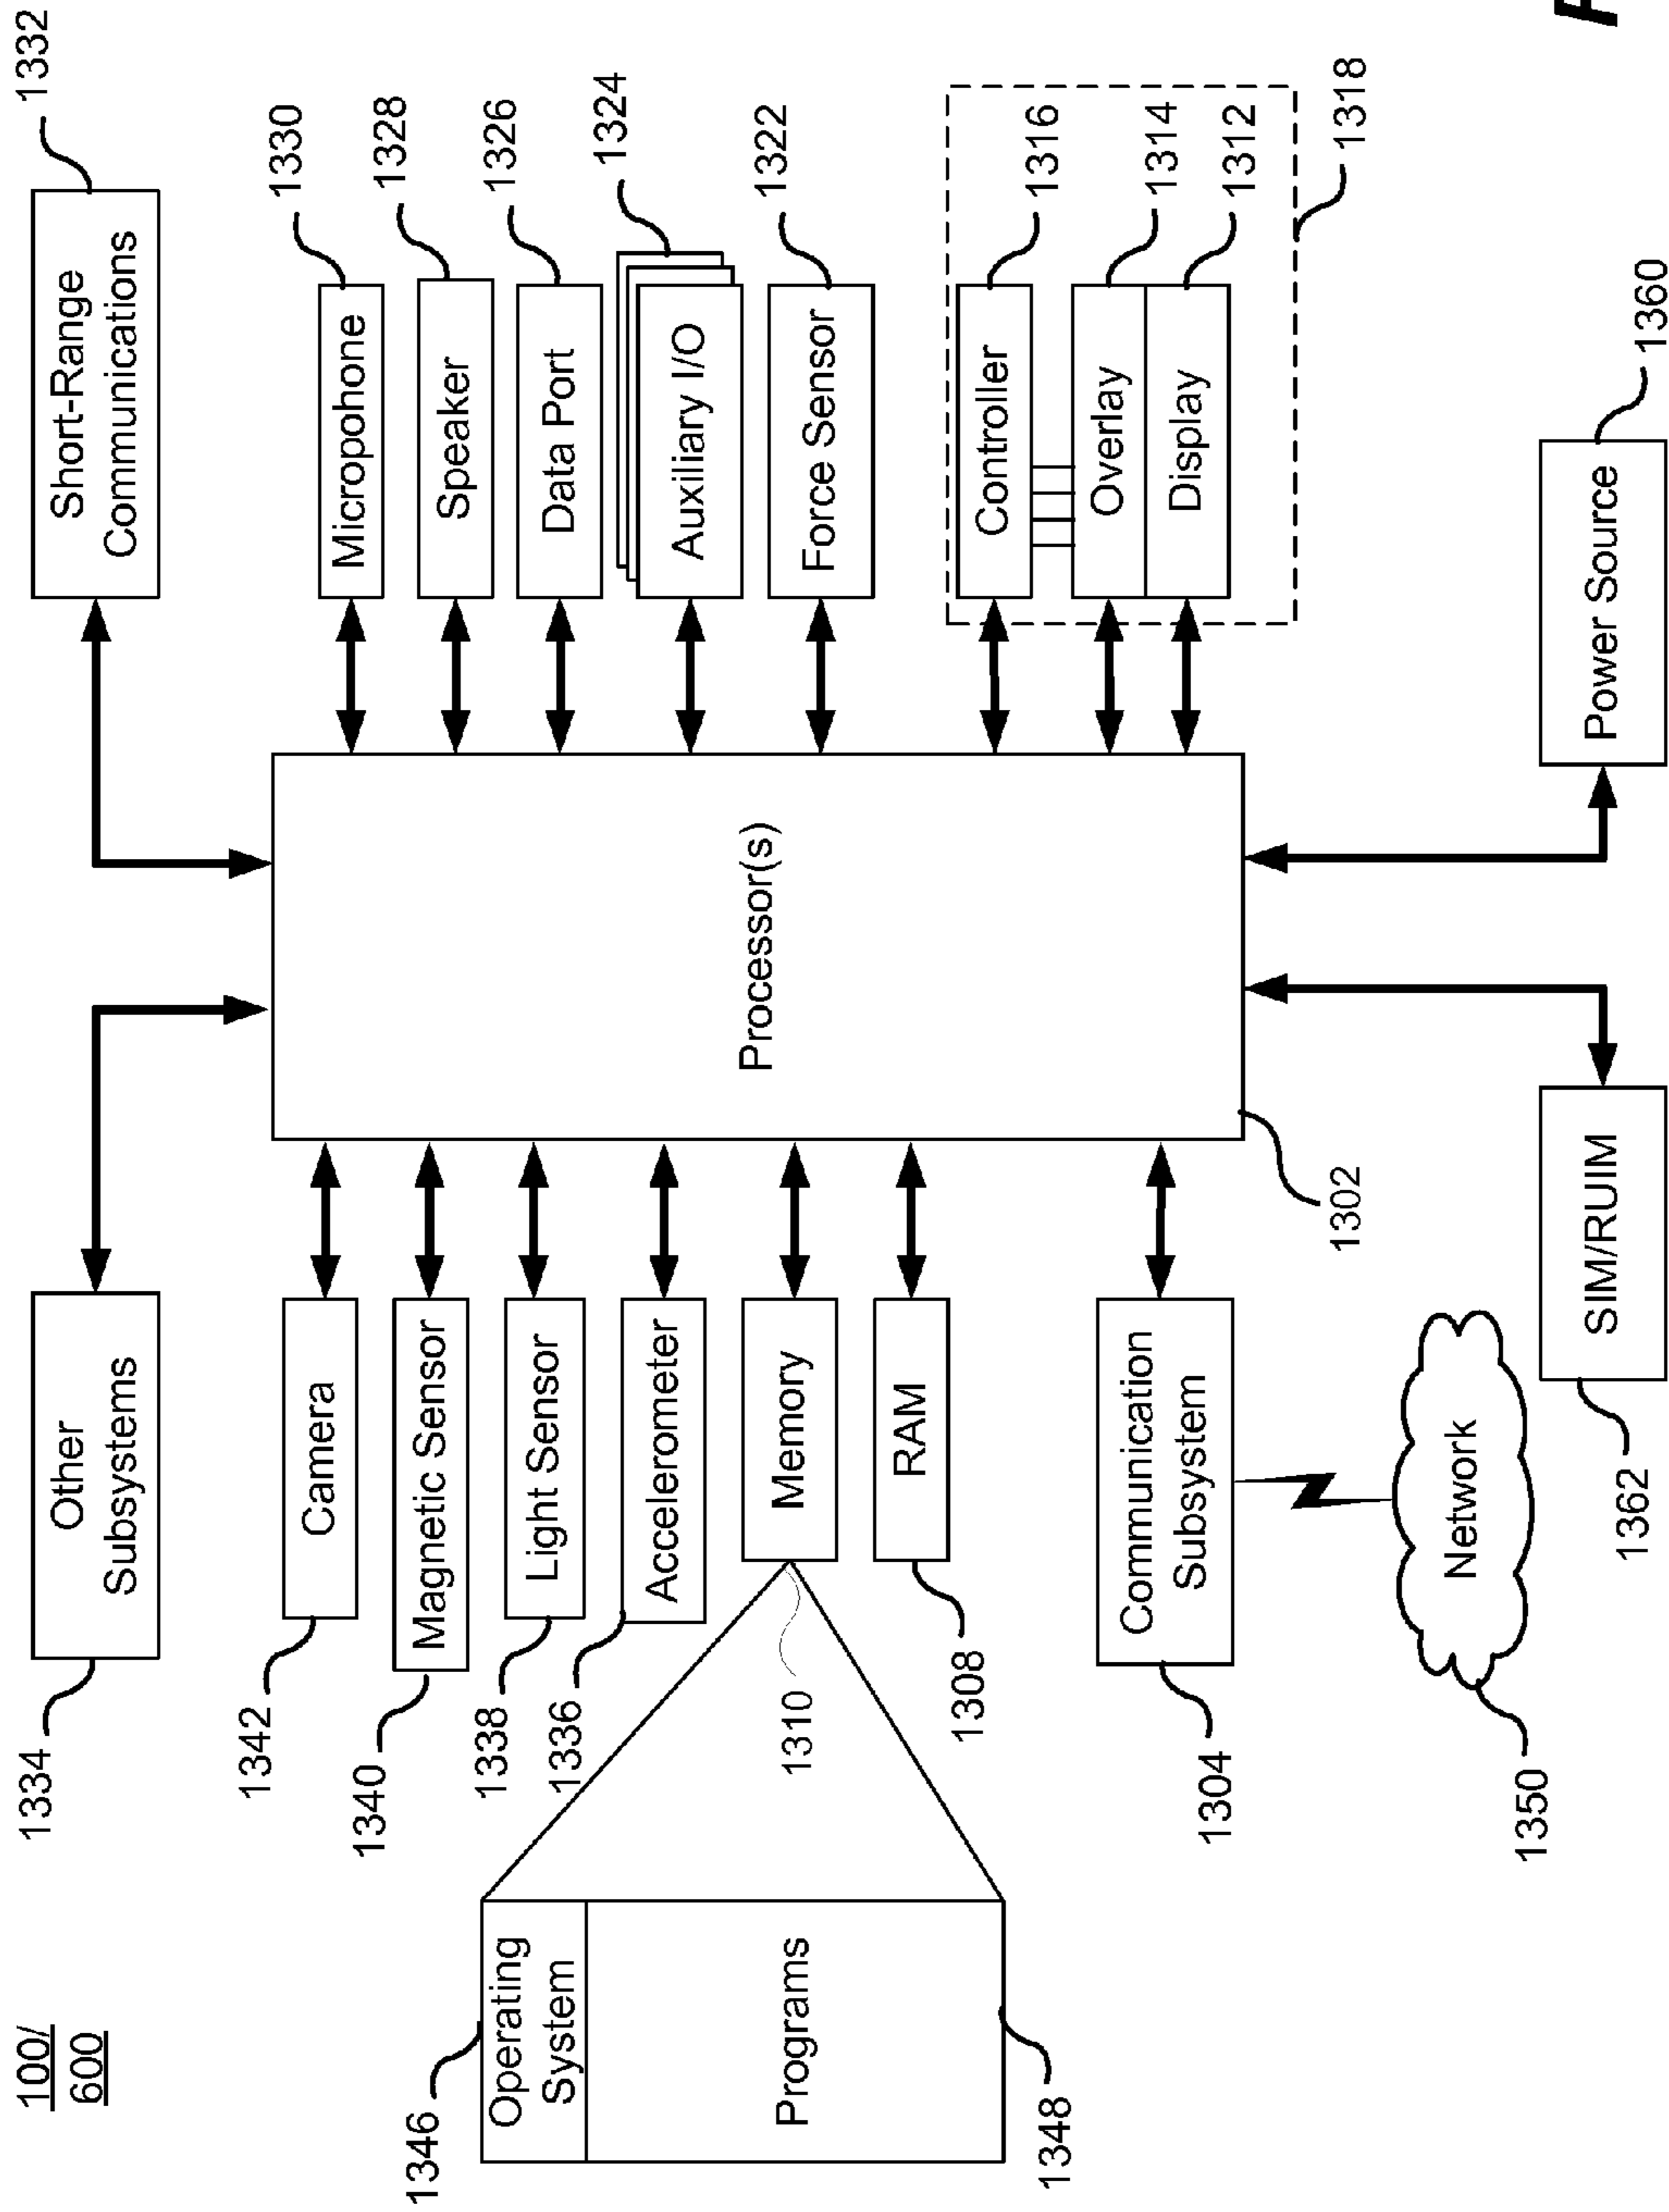 100/
600
1334
Other
Subsystems
Short-Range
Communications
1332
1342
Camera
Micropohone
1330
1340
Magnetic Sensor
Speaker
1328
1338
Light Sensor
Data Port
1326
1336
Accelerometer
Auxiliary I/O
1324
1346
Operating
System
Programs
1348
1310
Memory
Processor(s)
Force Sensor
1322
1308
RAM
Controller
1316
1304
Communication
Subsystem
Overlay
1314
Display
1312
1302
1318
1350
Network
1362
SIM/RUIM
Power Source
1360